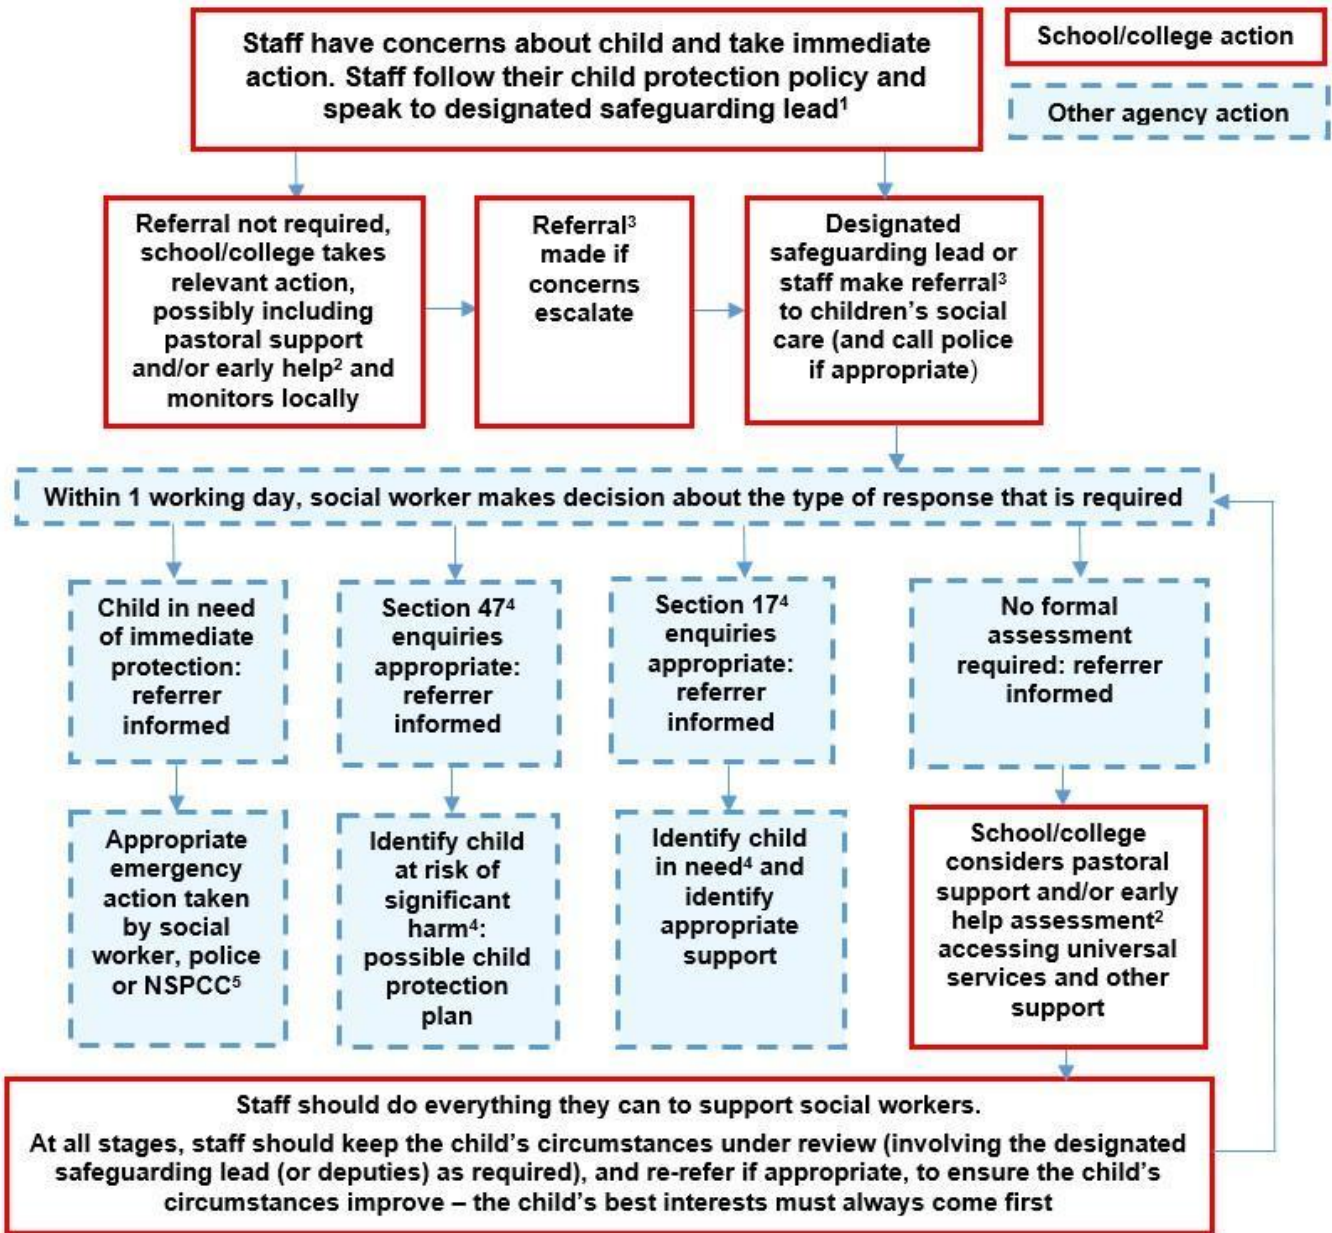 Staff have concerns about child and take immediate
action. Staff follow their child protection policy and
speak to designated safeguarding lead¹
School/college action
Other agency action
Referral not required,
school/college takes
relevant action,
possibly including
pastoral support
and/or early help² and
monitors locally
Referral³
made if
concerns
escalate
Designated
safeguarding lead or
staff make referral³
to children’s social
care (and call police
if appropriate)
Within 1 working day, social worker makes decision about the type of response that is required
Child in need
of immediate
protection:
referrer
informed
Section 47⁴
enquiries
appropriate:
referrer
informed
Section 17⁴
enquiries
appropriate:
referrer
informed
No formal
assessment
required: referrer
informed
Appropriate
emergency
action taken
by social
worker, police
or NSPCC⁵
Identify child
at risk of
significant
harm⁴:
possible child
protection
plan
Identify child
in need⁴ and
identify
appropriate
support
School/college
considers pastoral
support and/or early
help assessment²
accessing universal
services and other
support
Staff should do everything they can to support social workers.
At all stages, staff should keep the child’s circumstances under review (involving the designated
safeguarding lead (or deputies) as required), and re-refer if appropriate, to ensure the child’s
circumstances improve – the child’s best interests must always come first